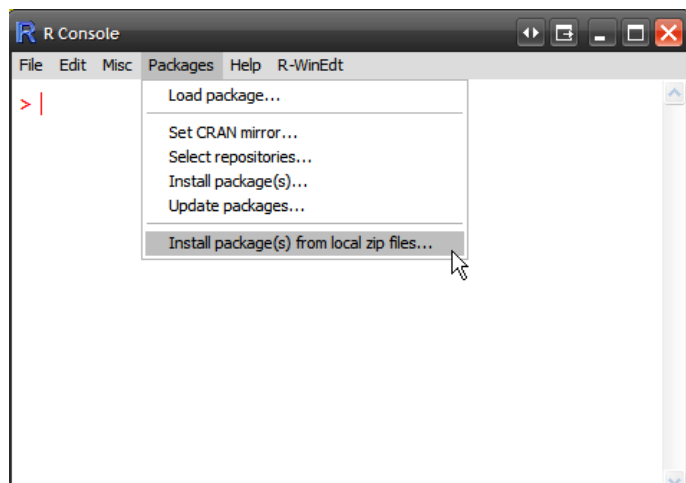 R Console
File Edit Misc Packages Help R-WinEdt
> 
Load package...
Set CRAN mirror...
Select repositories...
Install package(s)...
Update packages...
Install package(s) from local zip files...